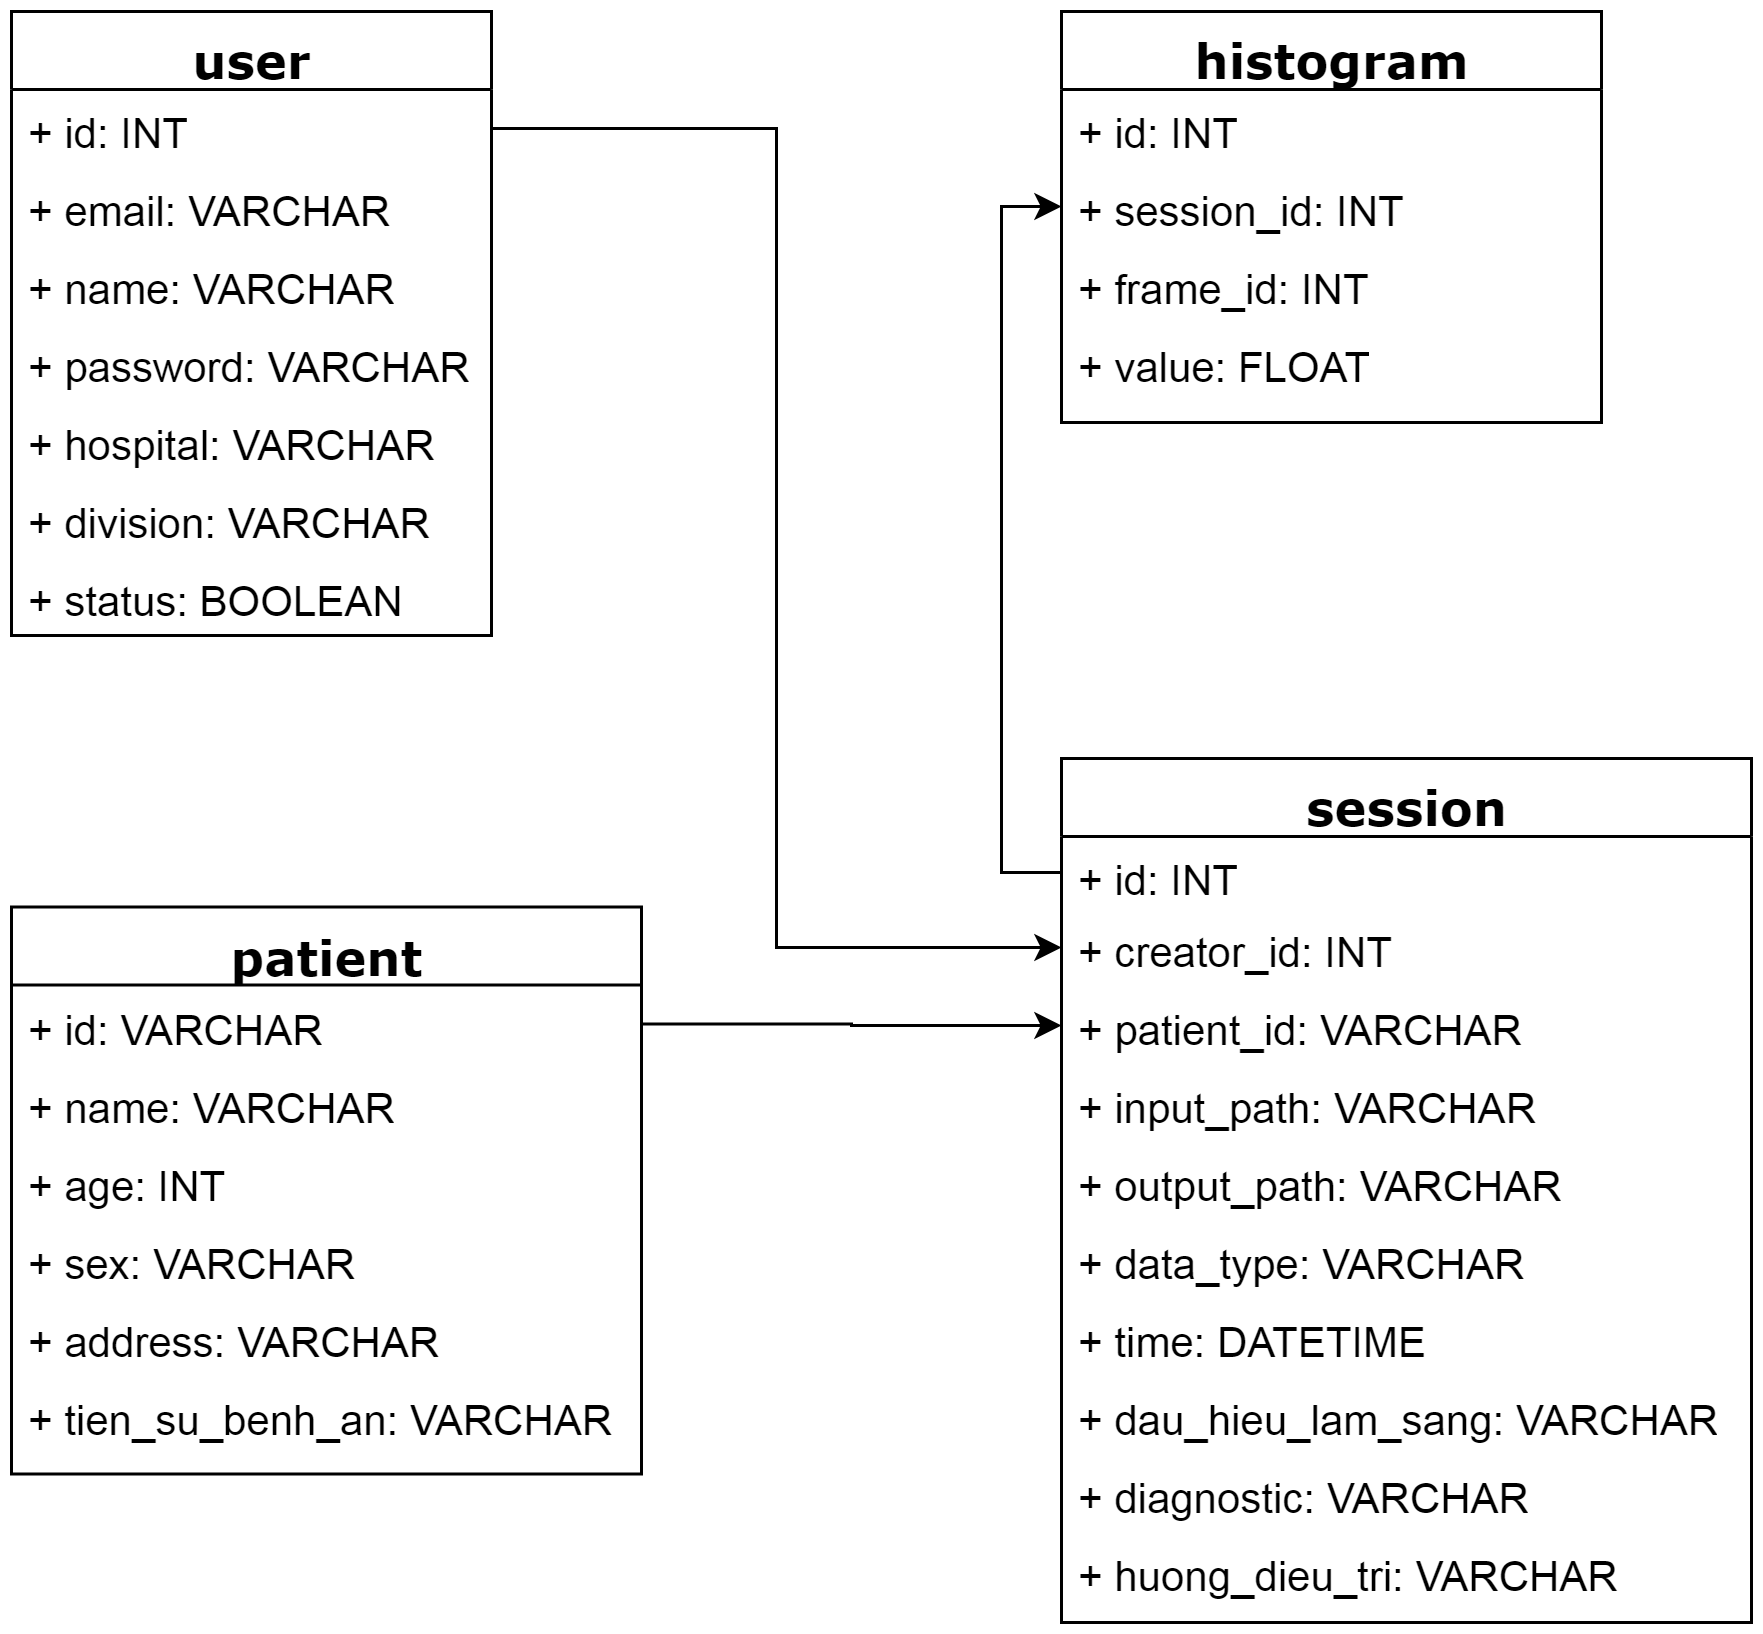 user
+ id: INT
+ email: VARCHAR
+ name: VARCHAR
+ password: VARCHAR
+ hospital: VARCHAR
+ division: VARCHAR
+ status: BOOLEAN
histogram
+ id: INT
+ session_id: INT
+ frame_id: INT
+ value: FLOAT
patient
+ id: VARCHAR
+ name: VARCHAR
+ age: INT
+ sex: VARCHAR
+ address: VARCHAR
+ tien_su_benh_an: VARCHAR
session
+ id: INT
+ creator_id: INT
+ patient_id: VARCHAR
+ input_path: VARCHAR
+ output_path: VARCHAR
+ data_type: VARCHAR
+ time: DATETIME
+ dau_hieu_lam_sang: VARCHAR
+ diagnostic: VARCHAR
+ huong_dieu_tri: VARCHAR